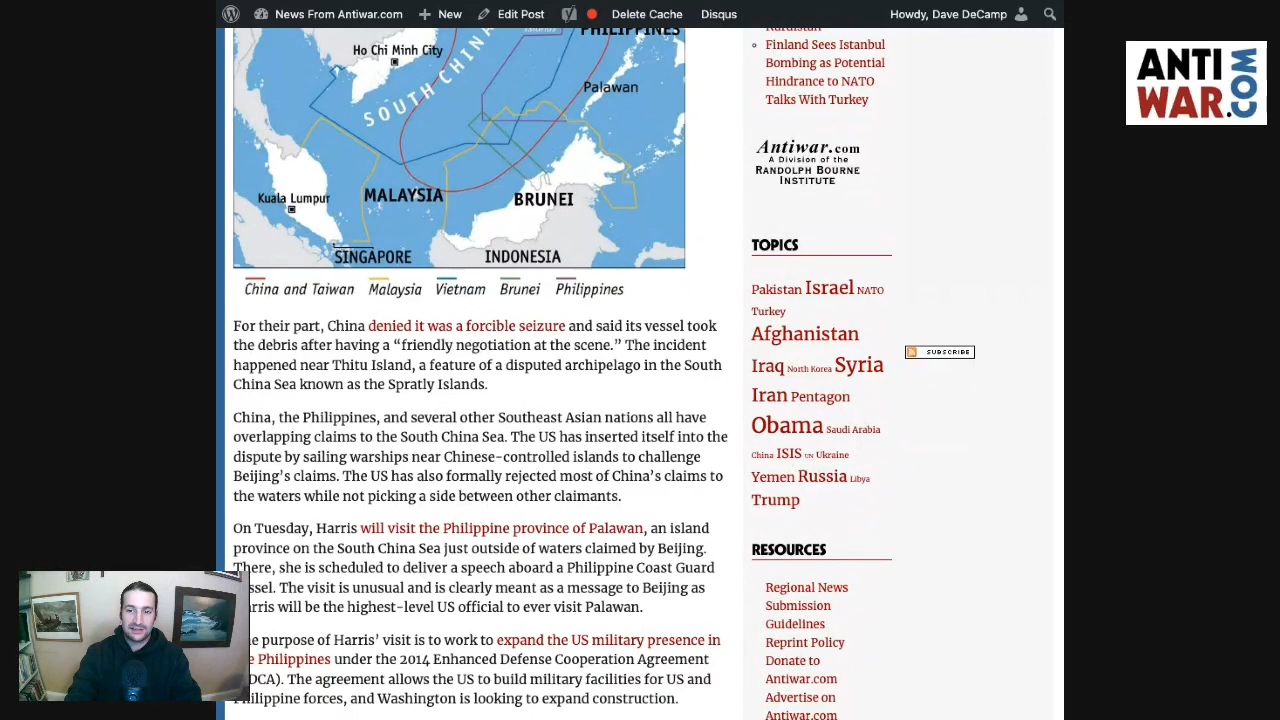 News From Antiwar.com
New
Edit Post
Delete Cache
Disqus
Howdy, Dave DeCamp
ANTI
WAR
.COM
PHILIPPINES
Ho Chi Minh City
SOUTH CHINA
Palawan
Kuala Lumpur
MALAYSIA
BRUNEI
SINGAPORE
INDONESIA
China and Taiwan Malaysia Vietnam Brunei Philippines
For their part, China denied it was a forcible seizure and said its vessel took
the debris after having a “friendly negotiation at the scene.” The incident
happened near Thitu Island, a feature of a disputed archipelago in the South
China Sea known as the Spratly Islands.
China, the Philippines, and several other Southeast Asian nations all have
overlapping claims to the South China Sea. The US has inserted itself into the
dispute by sailing warships near Chinese-controlled islands to challenge
Beijing’s claims. The US has also formally rejected most of China’s claims to
the waters while not picking a side between other claimants.
On Tuesday, Harris will visit the Philippine province of Palawan, an island
province on the South China Sea just outside of waters claimed by Beijing.
There, she is scheduled to deliver a speech aboard a Philippine Coast Guard
ssel. The visit is unusual and is clearly meant as a message to Beijing as
rris will be the highest-level US official to ever visit Palawan.
e purpose of Harris’ visit is to work to expand the US military presence in
e Philippines under the 2014 Enhanced Defense Cooperation Agreement
DCA). The agreement allows the US to build military facilities for US and
ilippine forces, and Washington is looking to expand construction.
Kurdistan
Finland Sees Istanbul
Bombing as Potential
Hindrance to NATO
Talks With Turkey
Antiwar.com
A Division of the
RANDOLPH BOURNE
INSTITUTE
TOPICS
Pakistan Israel NATO
Turkey
Afghanistan
Iraq North Korea Syria
Iran Pentagon
Obama Saudi Arabia
China ISIS UN Ukraine
Yemen Russia Libya
Trump
SUBSCRIBE
RESOURCES
Regional News
Submission
Guidelines
Reprint Policy
Donate to
Antiwar.com
Advertise on
Antiwar.com